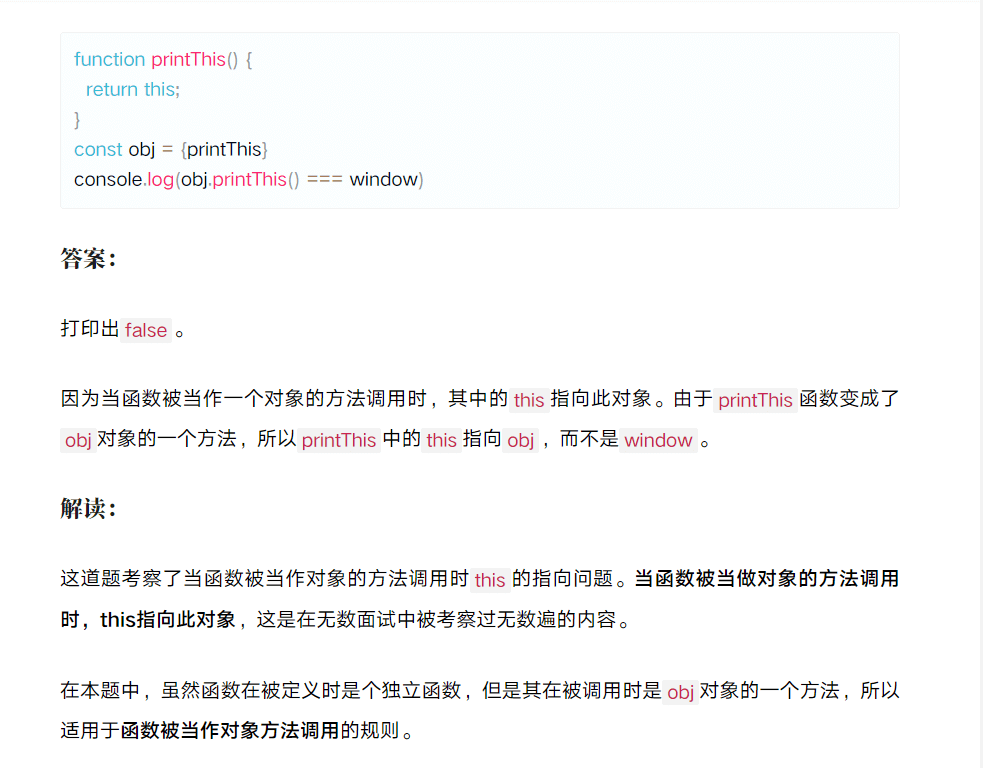 function printThis() {
  return this;
}
const obj = {printThis}
console.log(obj.printThis() === window)
答案：
打印出 false 。
因为当函数被当作一个对象的方法调用时，其中的 this 指向此对象。由于 printThis 函数变成了
obj 对象的一个方法，所以 printThis 中的 this 指向 obj ，而不是 window 。
解读：
这道题考察了当函数被当作对象的方法调用时 this 的指向问题。当函数被当做对象的方法调用
时，this指向此对象，这是在无数面试中被考察过无数遍的内容。
在本题中，虽然函数在被定义时是个独立函数，但是其在被调用时是 obj 对象的一个方法，所以
适用于函数被当作对象方法调用的规则。